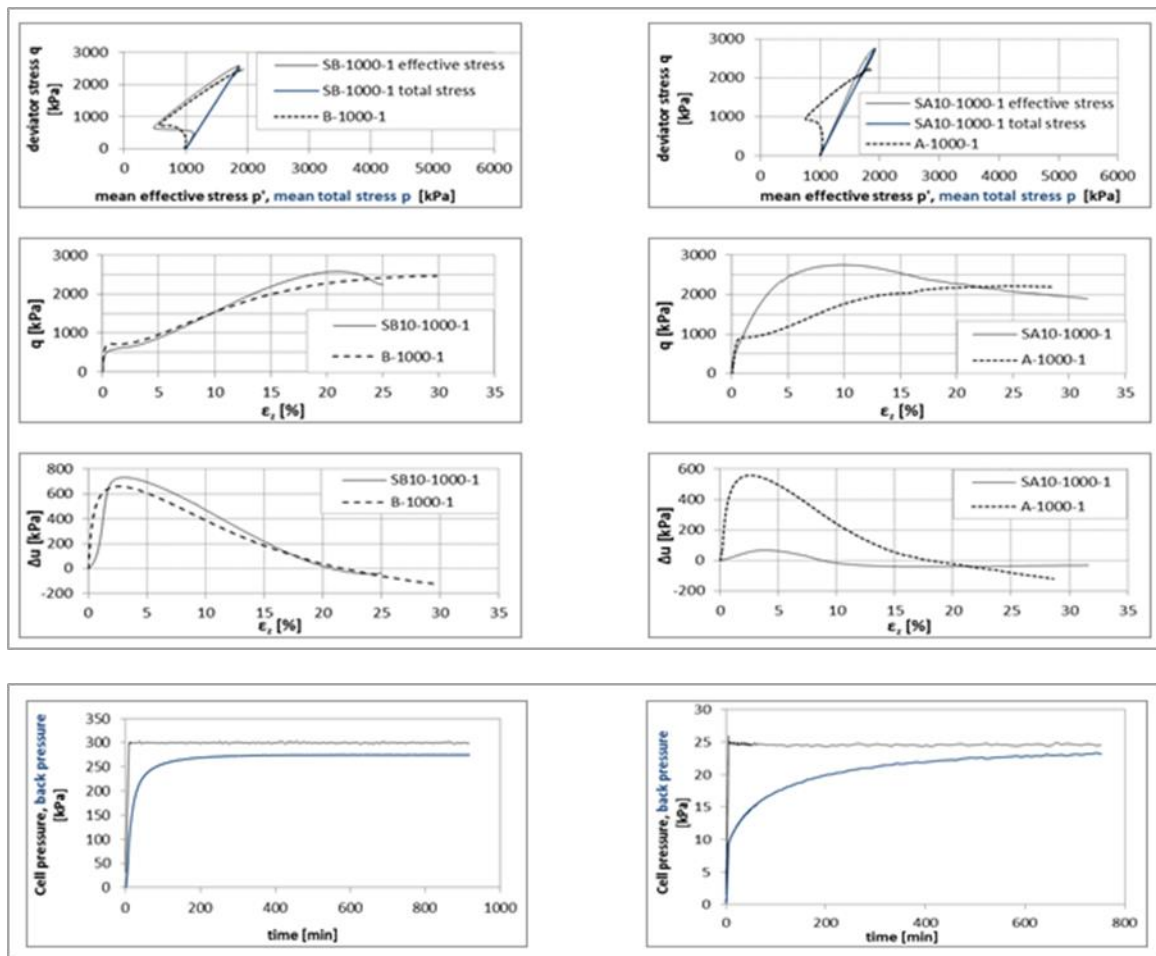 deviator stress q
[kPa]
3000
2000
1000
0
SB-1000-1 effective stress
SB-1000-1 total stress
B-1000-1
0 1000 2000 3000 4000 5000 6000
mean effective stress p', mean total stress p [kPa]
deviator stress q
[kPa]
3000
2000
1000
0
SA10-1000-1 effective stress
SA10-1000-1 total stress
A-1000-1
0 1000 2000 3000 4000 5000 6000
mean effective stress p', mean total stress p [kPa]
q [kPa]
3000
2000
1000
0
SB10-1000-1
B-1000-1
0 5 10 15 20 25 30 35
εz [%]
q [kPa]
3000
2000
1000
0
SA10-1000-1
A-1000-1
0 5 10 15 20 25 30 35
εz [%]
Δu [kPa]
800
600
400
200
0
-200
SB10-1000-1
B-1000-1
0 5 10 15 20 25 30 35
εz [%]
Δu [kPa]
600
400
200
0
-200
SA10-1000-1
A-1000-1
0 5 10 15 20 25 30 35
εz [%]
Cell pressure, back pressure
[kPa]
350
300
250
200
150
100
50
0
0 200 400 600 800 1000
time [min]
Cell pressure, back pressure
[kPa]
30
25
20
15
10
5
0
0 200 400 600 800
time [min]